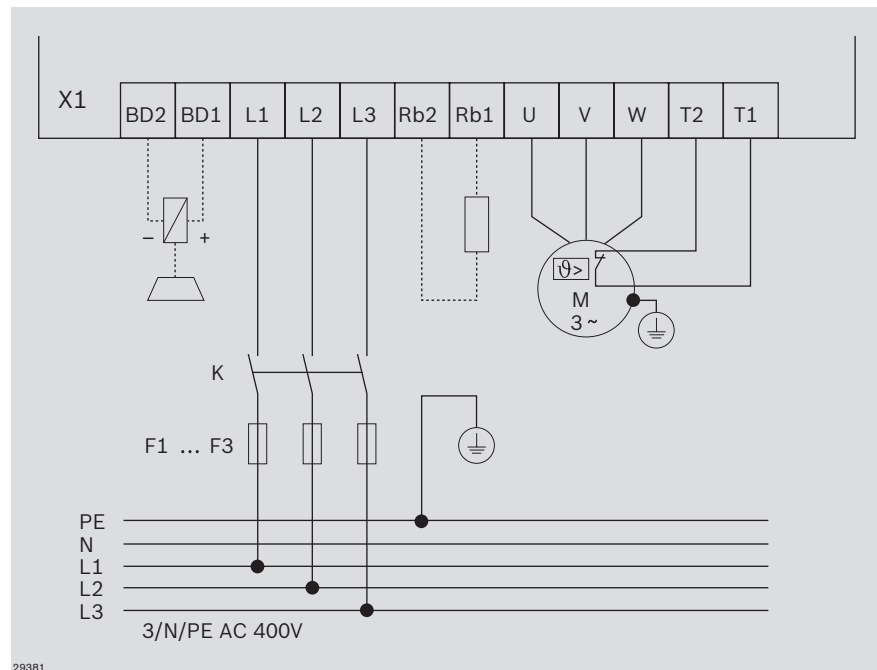 X1
BD2 BD1 L1 L2 L3 Rb2 Rb1 U V W T2 T1
– +
ϑ>
M
3 ~
K
F1 ... F3
PE
N
L1
L2
L3
3/N/PE AC 400V
29381